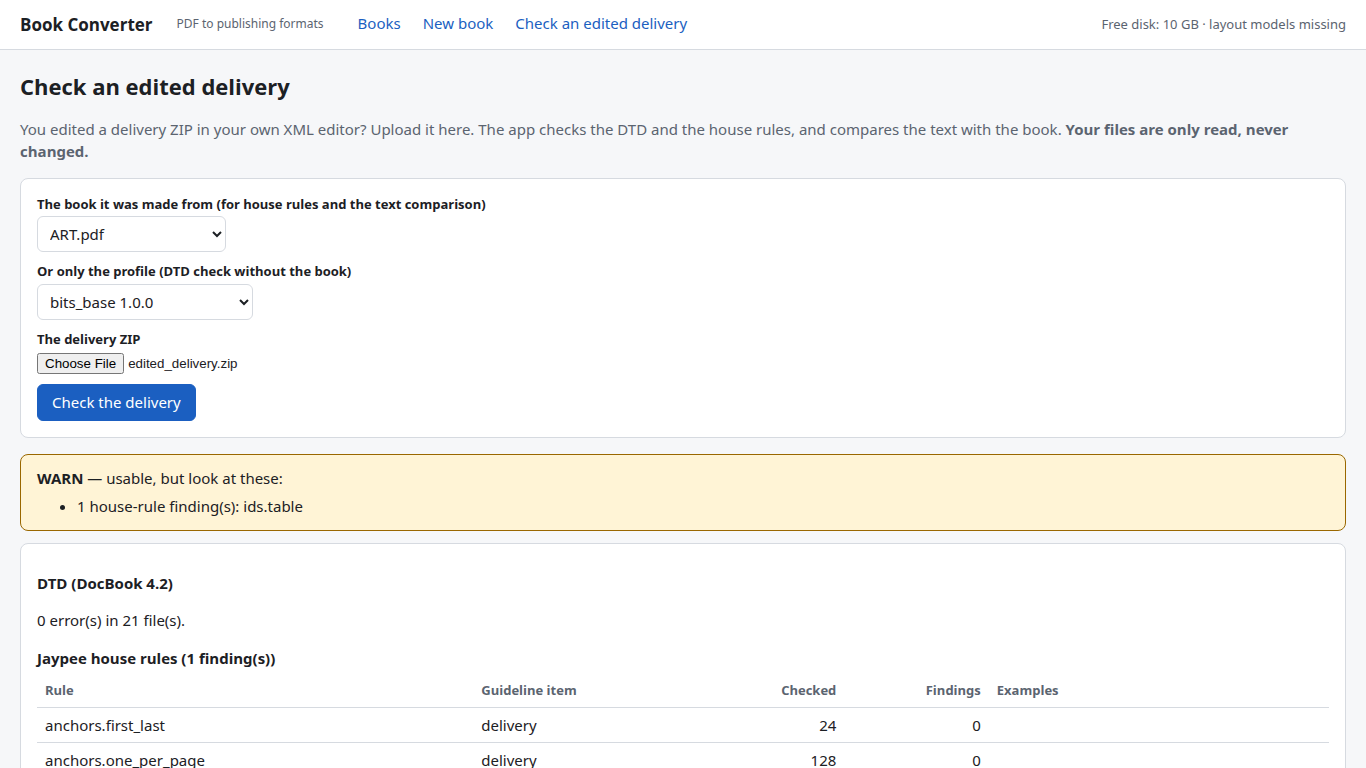 Book Converter PDF to publishing formats Books New book Check an edited delivery Free disk: 10 GB · layout models missing
Check an edited delivery
You edited a delivery ZIP in your own XML editor? Upload it here. The app checks the DTD and the house rules, and compares the text with the book. Your files are only read, never
changed.
The book it was made from (for house rules and the text comparison)
ART.pdf
Or only the profile (DTD check without the book)
bits_base 1.0.0
The delivery ZIP
Choose File edited_delivery.zip
Check the delivery
WARN — usable, but look at these:
• 1 house-rule finding(s): ids.table
DTD (DocBook 4.2)
0 error(s) in 21 file(s).
Jaypee house rules (1 finding(s))
Rule Guideline item Checked Findings Examples
anchors.first_last delivery 24 0
anchors.one_per_page delivery 128 0